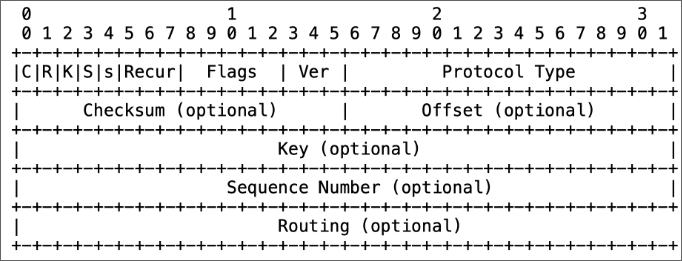 0                   1                   2                   3
 0 1 2 3 4 5 6 7 8 9 0 1 2 3 4 5 6 7 8 9 0 1 2 3 4 5 6 7 8 9 0 1
+-+-+-+-+-+-+-+-+-+-+-+-+-+-+-+-+-+-+-+-+-+-+-+-+-+-+-+-+-+-+-+-+
|C|R|K|S|s|Recur|  Flags  | Ver |         Protocol Type         |
+-+-+-+-+-+-+-+-+-+-+-+-+-+-+-+-+-+-+-+-+-+-+-+-+-+-+-+-+-+-+-+-+
|      Checksum (optional)      |       Offset (optional)       |
+-+-+-+-+-+-+-+-+-+-+-+-+-+-+-+-+-+-+-+-+-+-+-+-+-+-+-+-+-+-+-+-+
|                         Key (optional)                        |
+-+-+-+-+-+-+-+-+-+-+-+-+-+-+-+-+-+-+-+-+-+-+-+-+-+-+-+-+-+-+-+-+
|                    Sequence Number (optional)                 |
+-+-+-+-+-+-+-+-+-+-+-+-+-+-+-+-+-+-+-+-+-+-+-+-+-+-+-+-+-+-+-+-+
|                         Routing (optional)                    |
+-+-+-+-+-+-+-+-+-+-+-+-+-+-+-+-+-+-+-+-+-+-+-+-+-+-+-+-+-+-+-+-+